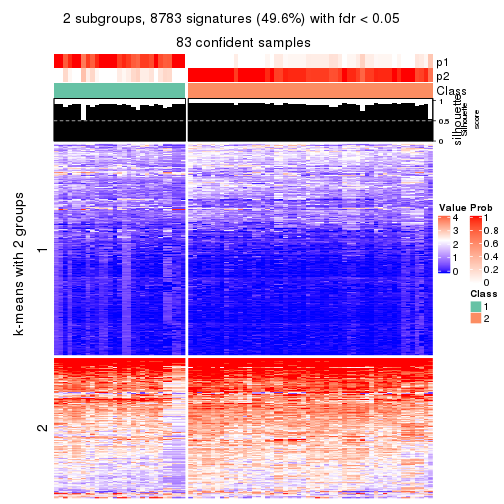 2 subgroups, 8783 signatures (49.6%) with fdr < 0.05
83 confident samples
p1
p2
Class
1
0.5
0
silhouette
Silhouette
score
k-means with 2 groups
1
2
Value
4
3
2
1
0
Prob
1
0.8
0.6
0.4
0.2
0
Class
1
2